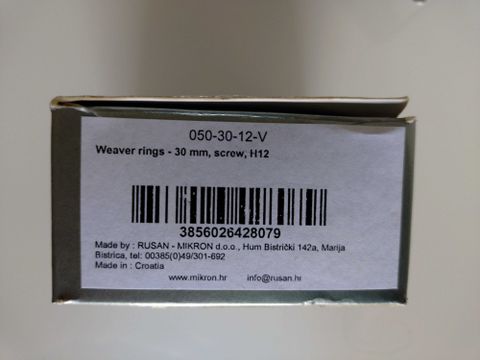 050-30-12-V
Weaver rings - 30 mm, screw, H12
3856026428079
Made by : RUSAN - MIKRON d.o.o., Hum Bistrički 142a, Marija
Bistrica, tel: 00385(0)49/301-692
Made in : Croatia
www.mikron.hr info@rusan.hr